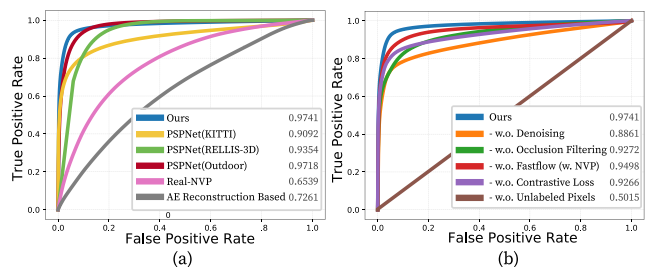 True Positive Rate
1.0
0.8
0.6
0.4
0.2
0.0
Ours 0.9741
PSPNet(KITTI) 0.9092
PSPNet(RELLIS-3D) 0.9354
PSPNet(Outdoor) 0.9718
Real-NVP 0.6539
AE Reconstruction Based 0.7261
0.0 0.2 0.4 0.6 0.8 1.0
0
False Positive Rate
(a)
True Positive Rate
1.0
0.8
0.6
0.4
0.2
0.0
Ours 0.9741
- w.o. Denoising 0.8861
- w.o. Occlusion Filtering 0.9272
- w.o. Fastflow (w. NVP) 0.9498
- w.o. Contrastive Loss 0.9266
- w.o. Unlabeled Pixels 0.5015
0.0 0.2 0.4 0.6 0.8 1.0
False Positive Rate
(b)